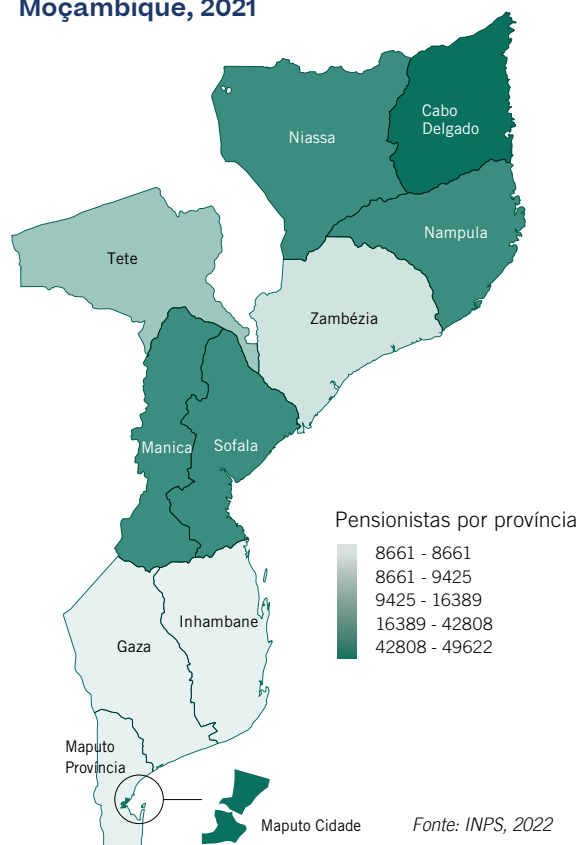 Moçambique, 2021
Cabo
Delgado
Niassa
Nampula
Tete
Zambézia
Manica
Sofala
Pensionistas por província
8661 - 8661
8661 - 9425
9425 - 16389
16389 - 42808
42808 - 49622
Inhambane
Gaza
Maputo
Província
Maputo Cidade
Fonte: INPS, 2022